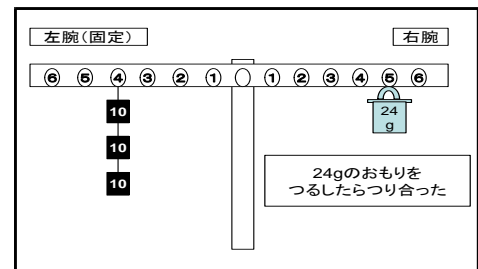 左腕(固定)
右腕
⑥ ⑤ ④ ③ ② ① ① ② ③ ④ ⑤ ⑥
10
10
10
24
g
24gのおもりを
つるしたらつり合った